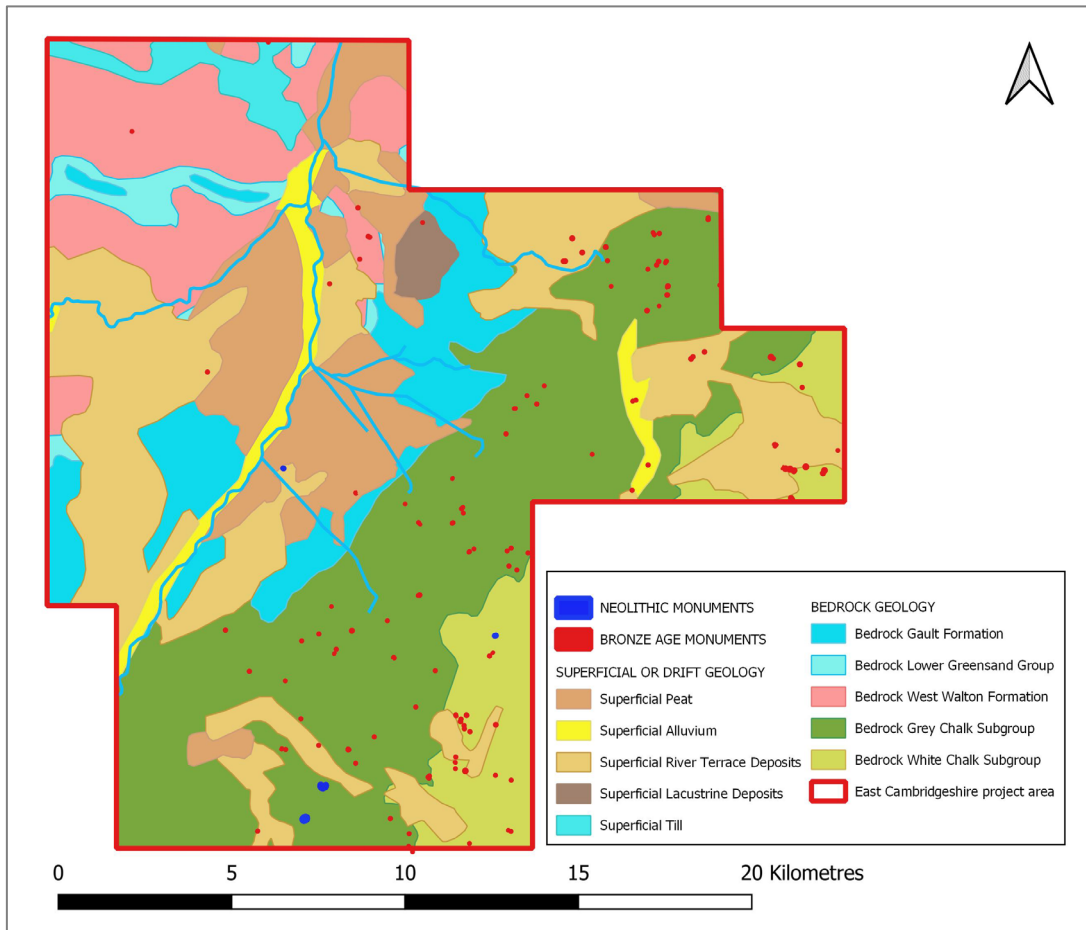 NEOLITHIC MONUMENTS
BRONZE AGE MONUMENTS
SUPERFICIAL OR DRIFT GEOLOGY
Superficial Peat
Superficial Alluvium
Superficial River Terrace Deposits
Superficial Lacustrine Deposits
Superficial Till
BEDROCK GEOLOGY
Bedrock Gault Formation
Bedrock Lower Greensand Group
Bedrock West Walton Formation
Bedrock Grey Chalk Subgroup
Bedrock White Chalk Subgroup
East Cambridgeshire project area
0 5 10 15 20 Kilometres